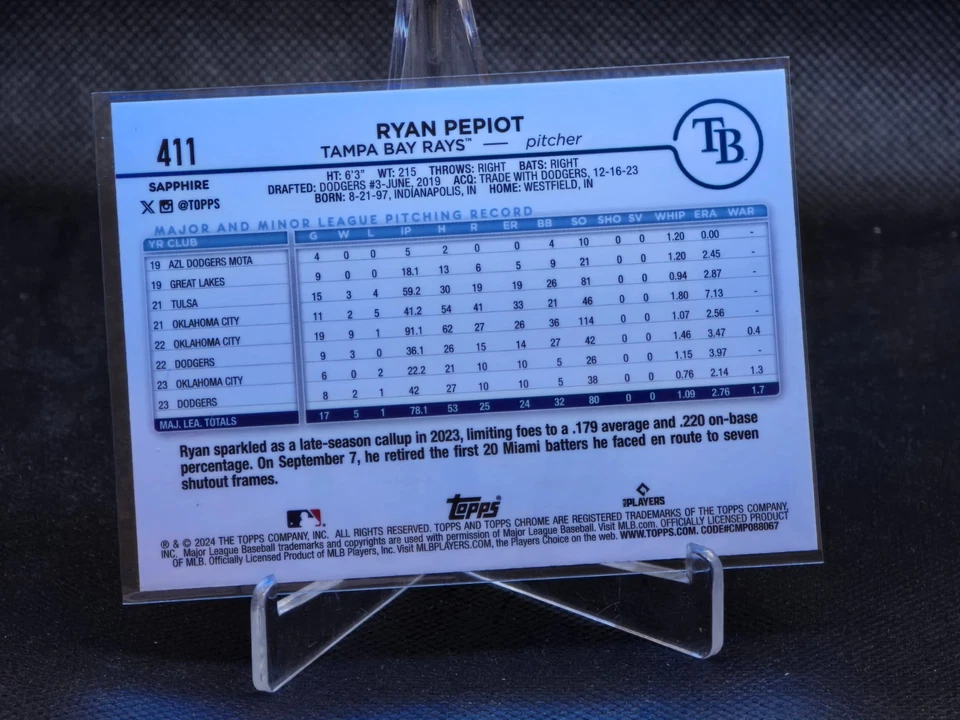 411
RYAN PEPIOT
TAMPA BAY RAYS™ — pitcher
TB
SAPPHIRE
@TOPPS
HT: 6'3" WT: 215 THROWS: RIGHT BATS: RIGHT
DRAFTED: DODGERS #3-JUNE, 2019 ACQ: TRADE WITH DODGERS, 12-16-23
BORN: 8-21-97, INDIANAPOLIS, IN HOME: WESTFIELD, IN
MAJOR AND MINOR LEAGUE PITCHING RECORD
YR CLUB G W L IP H R ER BB SO SHO SV WHIP ERA WAR
19 AZL DODGERS MOTA 4 0 0 5 2 0 0 4 10 0 0 1.20 0.00 -
19 GREAT LAKES 9 0 0 18.1 13 6 5 9 21 0 0 1.20 2.45 -
21 TULSA 15 3 4 59.2 30 19 19 26 81 0 0 0.94 2.87 -
21 OKLAHOMA CITY 11 2 5 41.2 54 41 33 21 46 0 0 1.80 7.13 -
22 OKLAHOMA CITY 19 9 1 91.1 62 27 26 36 114 0 0 1.07 2.56 -
22 DODGERS 9 3 0 36.1 26 15 14 27 42 0 0 1.46 3.47 0.4
23 OKLAHOMA CITY 6 0 2 22.2 21 10 10 5 26 0 0 1.15 3.97 -
23 DODGERS 8 2 1 42 27 10 10 5 38 0 0 0.76 2.14 1.3
MAJ. LEA. TOTALS 17 5 1 78.1 53 25 24 32 80 0 0 1.09 2.76 1.7
Ryan sparkled as a late-season callup in 2023, limiting foes to a .179 average and .220 on-base
percentage. On September 7, he retired the first 20 Miami batters he faced en route to seven
shutout frames.
topps®
MLB PLAYERS
® & © 2024 THE TOPPS COMPANY, INC. ALL RIGHTS RESERVED. TOPPS AND TOPPS CHROME ARE REGISTERED TRADEMARKS OF THE TOPPS COMPANY,
INC. Major League Baseball trademarks and copyrights are used with permission of Major League Baseball. Visit MLB.com. OFFICIALLY LICENSED PRODUCT
OF MLB. Officially Licensed Product of MLB Players, Inc. Visit MLBPLAYERS.COM, the Players Choice on the web. WWW.TOPPS.COM. CODE#CMP088067